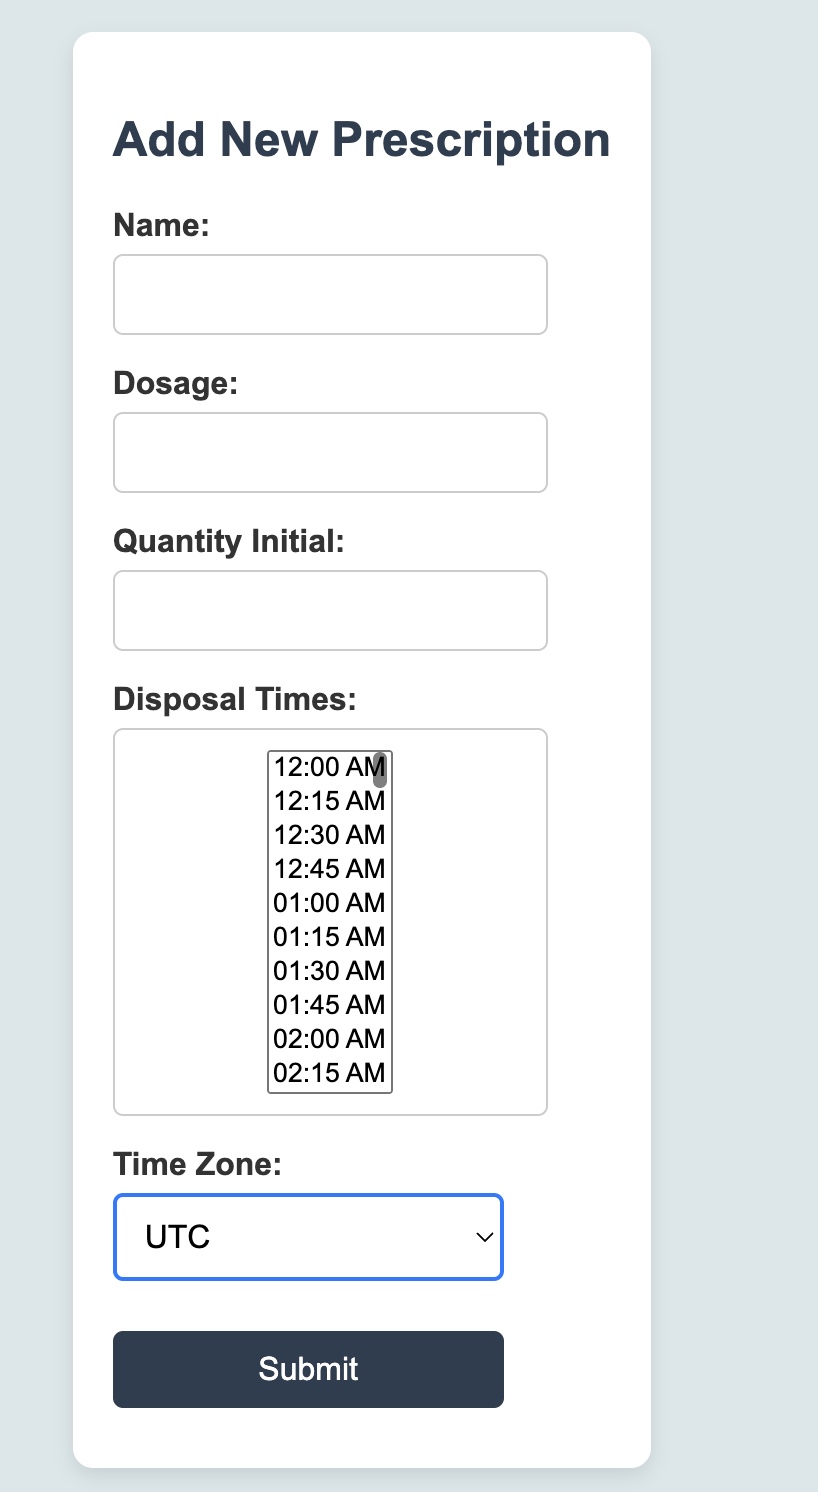 Add New Prescription
Name:
Dosage:
Quantity Initial:
Disposal Times:
12:00 AM
12:15 AM
12:30 AM
12:45 AM
01:00 AM
01:15 AM
01:30 AM
01:45 AM
02:00 AM
02:15 AM
Time Zone:
UTC
Submit